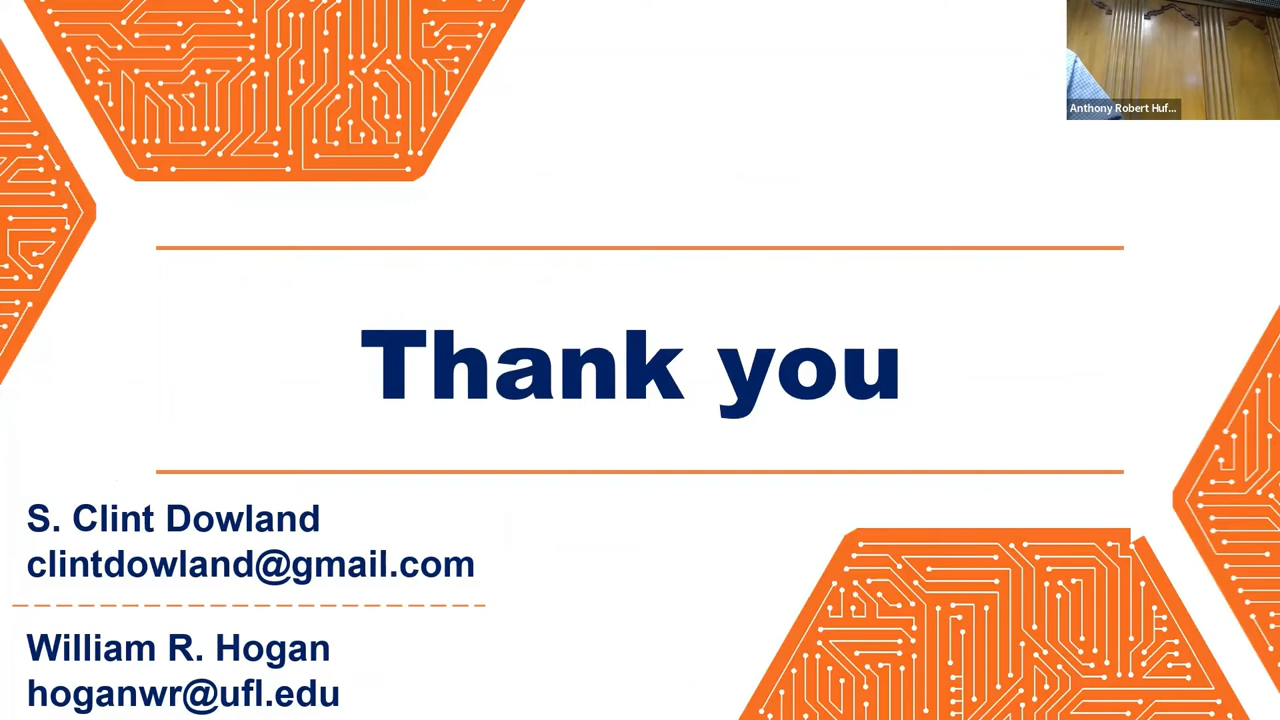 Anthony Robert Huf...
Thank you
S. Clint Dowland
clintdowland@gmail.com
William R. Hogan
hoganwr@ufl.edu